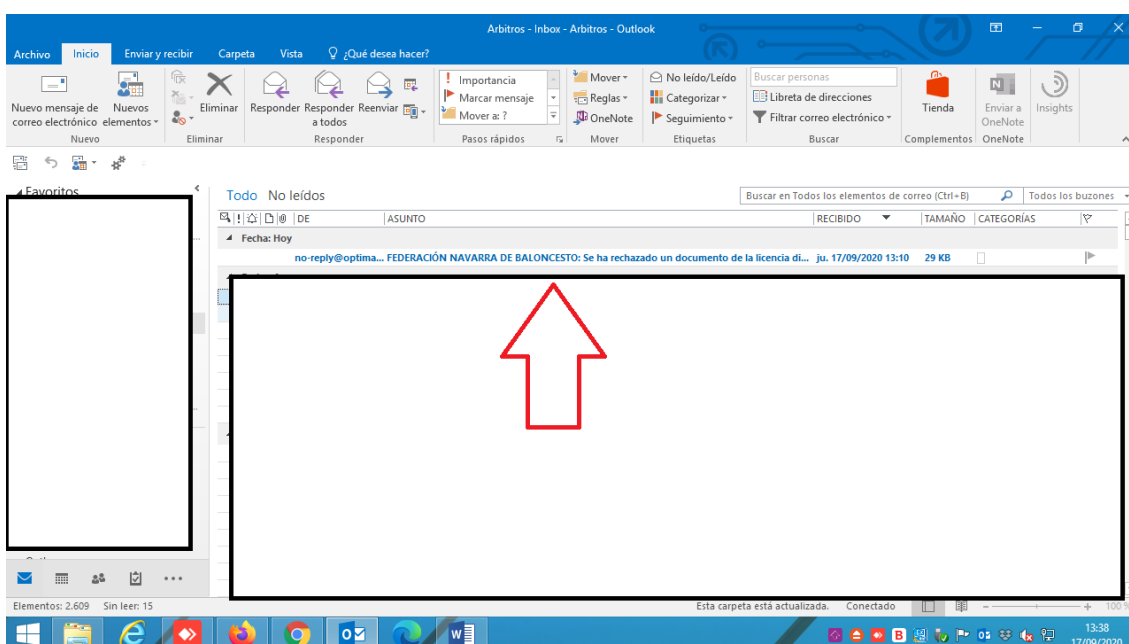 Arbitros - Inbox - Arbitros - Outlook
Archivo Inicio Enviar y recibir Carpeta Vista ¿Qué desea hacer?
Nuevo mensaje de correo electrónico
Nuevos elementos
Eliminar
Responder
Responder a todos
Reenviar
Importancia
Marcar mensaje
Mover a: ?
Mover
Reglas
OneNote
No leído/Leído
Categorizar
Seguimiento
Buscar personas
Libreta de direcciones
Filtrar correo electrónico
Tienda
Enviar a OneNote
Insights
Nuevo Eliminar Responder Pasos rápidos Mover Etiquetas Buscar Complementos OneNote
Favoritos
Todo No leídos
Buscar en Todos los elementos de correo (Ctrl+B) Todos los buzones
DE ASUNTO RECIBIDO TAMAÑO CATEGORÍAS
Fecha: Hoy
no-reply@optima... FEDERACIÓN NAVARRA DE BALONCESTO: Se ha rechazado un documento de la licencia di... ju. 17/09/2020 13:10 29 KB
Elementos: 2.609 Sin leer: 15 Esta carpeta está actualizada. Conectado 100%
13:38
17/09/2020